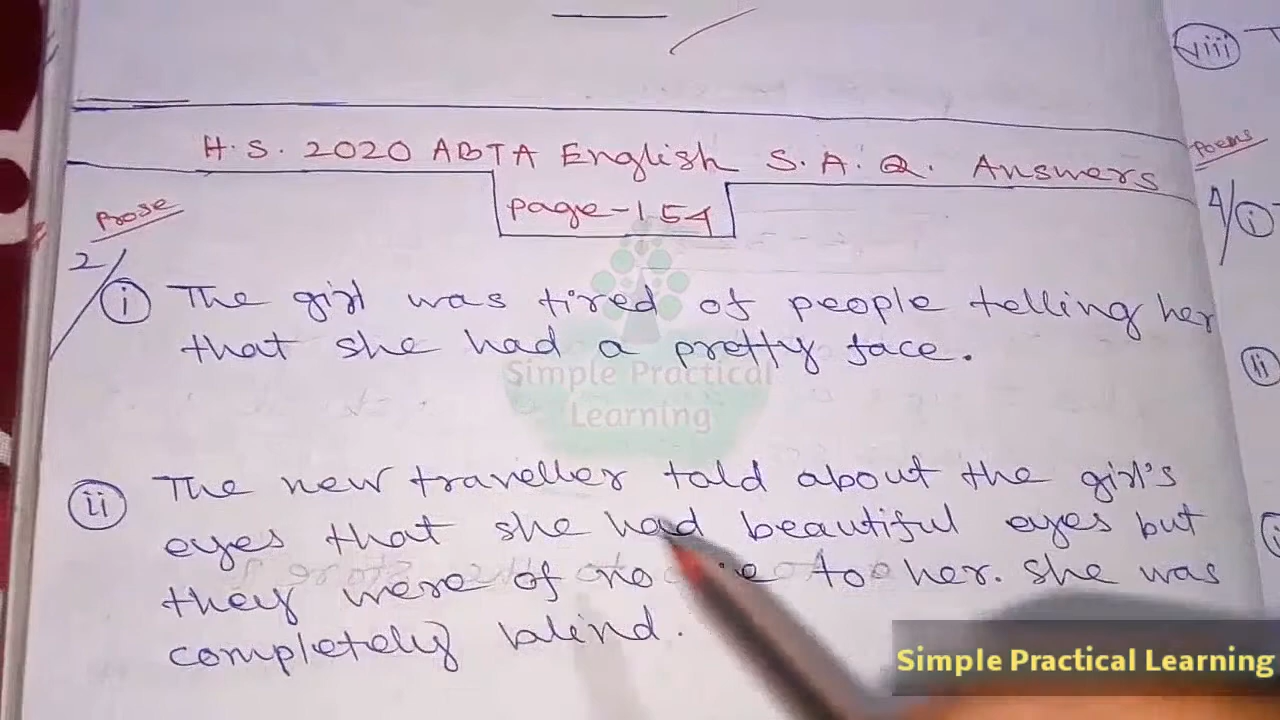 viii
H.S. 2020 ABTA English S.A.Q. Answers
Page-154
Poems
Prose
4/ i
2/
i The girl was tired of people telling her
that she had a pretty face.
Simple Practical
Learning
ii
ii The new traveller told about the girl's
eyes that she had beautiful eyes but
they were of no to her. She was
completely blind.
Simple Practical Learning